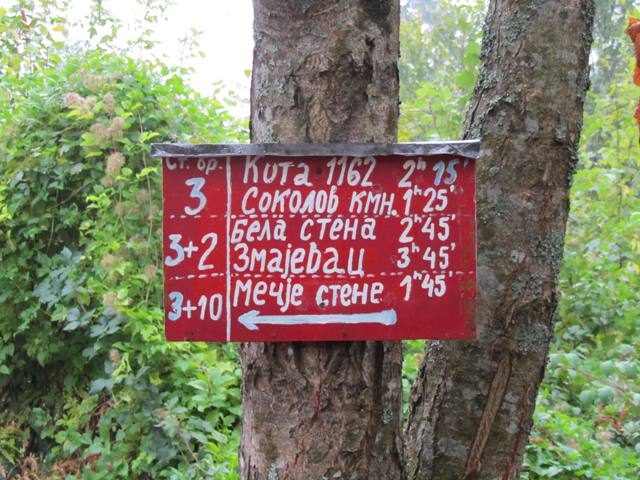 Ст. бр. Кота 1162 2ʰ 15'
3 Соколов кмн. 1ʰ 25'
Бела стена 2ʰ 45'
3+2 Змајевац 3ʰ 45'
3+10 Мечје стене 1ʰ 45'